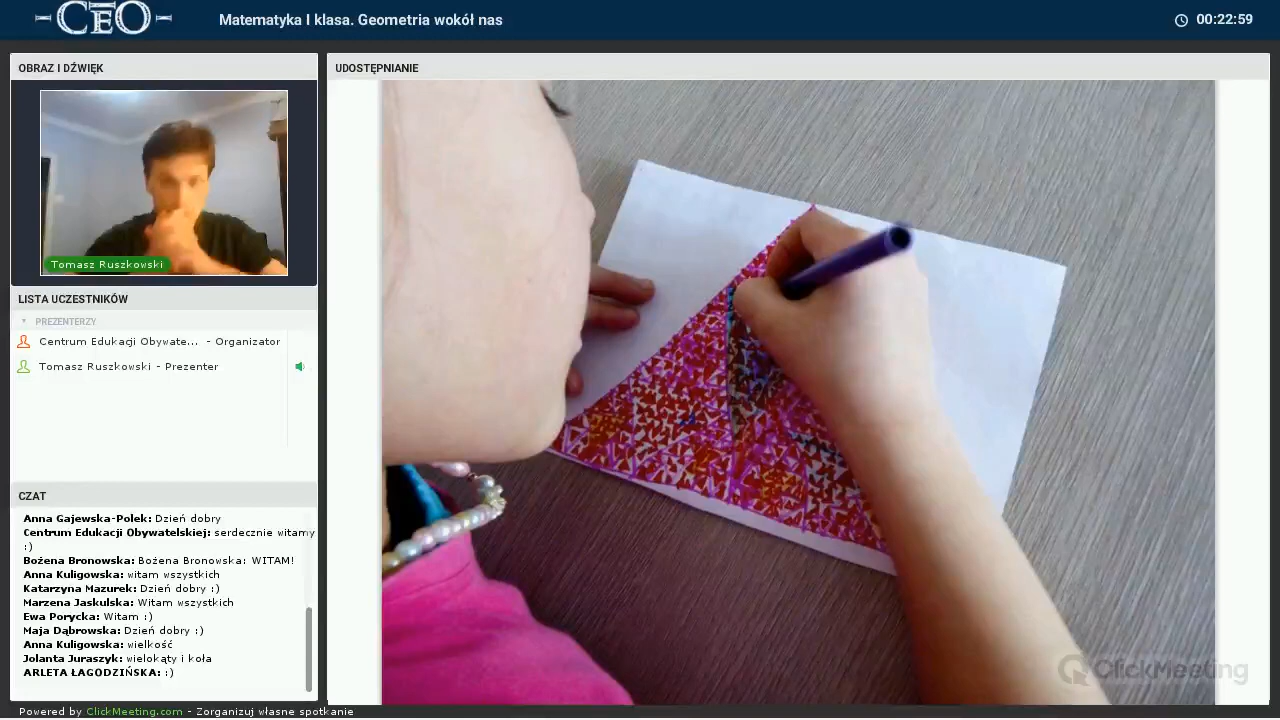 CEO
Matematyka I klasa. Geometria wokół nas
00:22:59
OBRAZ I DŹWIĘK
Tomasz Ruszkowski
LISTA UCZESTNIKÓW
PREZENTERZY
Centrum Edukacji Obywate... - Organizator
Tomasz Ruszkowski - Prezenter
CZAT
Anna Gajewska-Polek: Dzień dobry
Centrum Edukacji Obywatelskiej: serdecznie witamy
:)
Bożena Bronowska: Bożena Bronowska: WITAM!
Anna Kuligowska: witam wszystkich
Katarzyna Mazurek: Dzień dobry :)
Marzena Jaskulska: Witam wszystkich
Ewa Porycka: Witam :)
Maja Dąbrowska: Dzień dobry :)
Anna Kuligowska: wielkość
Jolanta Juraszyk: wielokąty i koła
ARLETA ŁAGODZIŃSKA: :)
Powered by ClickMeeting.com - Zorganizuj własne spotkanie
UDOSTĘPNIANIE
ClickMeeting